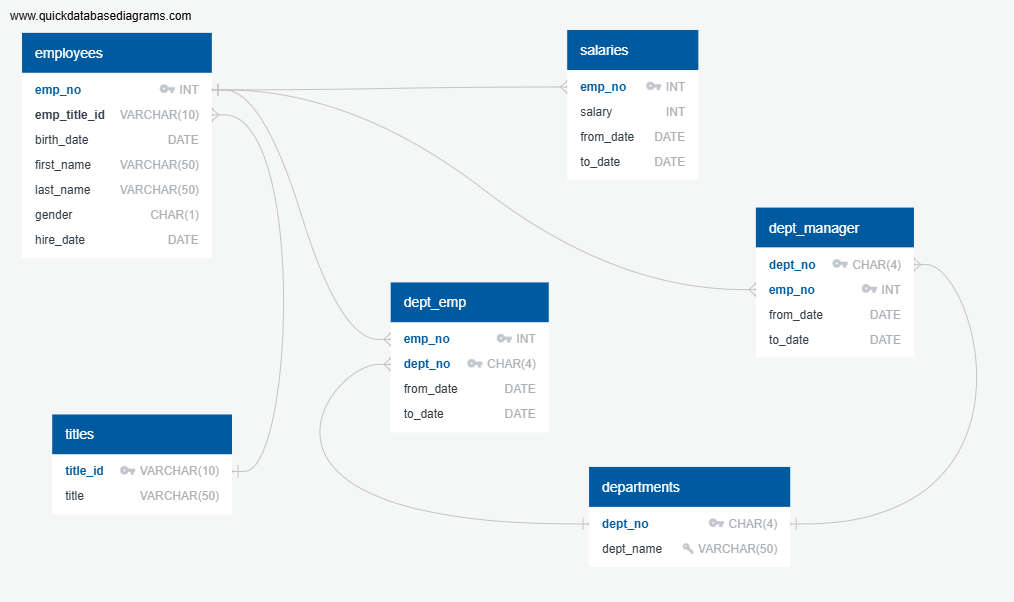 www.quickdatabasediagrams.com
employees
emp_no INT
emp_title_id VARCHAR(10)
birth_date DATE
first_name VARCHAR(50)
last_name VARCHAR(50)
gender CHAR(1)
hire_date DATE
salaries
emp_no INT
salary INT
from_date DATE
to_date DATE
dept_manager
dept_no CHAR(4)
emp_no INT
from_date DATE
to_date DATE
dept_emp
emp_no INT
dept_no CHAR(4)
from_date DATE
to_date DATE
titles
title_id VARCHAR(10)
title VARCHAR(50)
departments
dept_no CHAR(4)
dept_name VARCHAR(50)